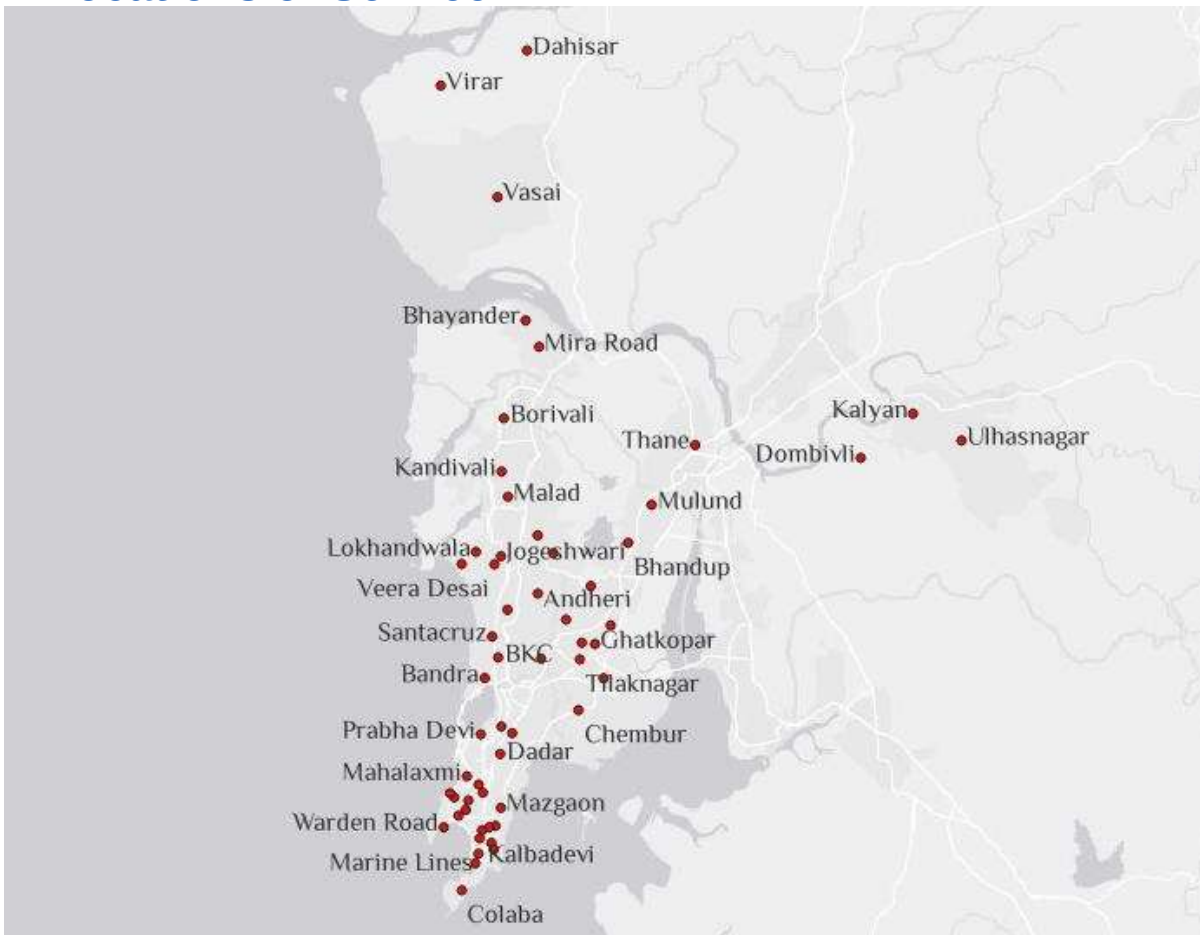 Dahisar
Virar
Vasai
Bhayander
Mira Road
Borivali
Kalyan
Thane
Ulhasnagar
Dombivli
Kandivali
Malad
Mulund
Lokhandwala
Jogeshwari
Bhandup
Veera Desai
Andheri
Santacruz
Ghatkopar
BKC
Bandra
Tilaknagar
Prabha Devi
Chembur
Dadar
Mahalaxmi
Mazgaon
Warden Road
Kalbadevi
Marine Lines
Colaba